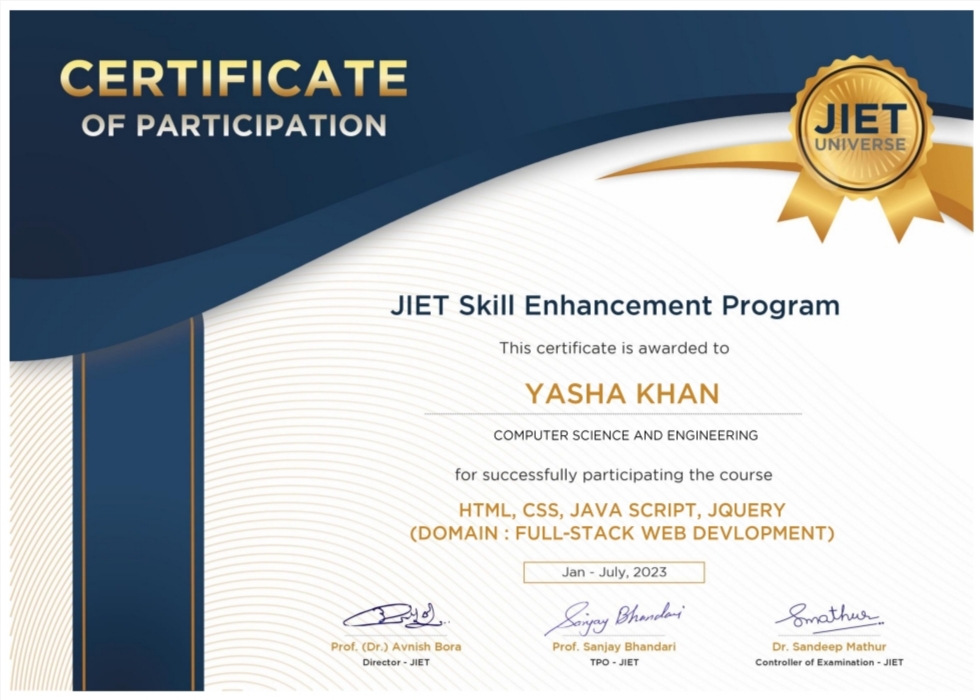 CERTIFICATE
OF PARTICIPATION
JIET
UNIVERSE
JIET Skill Enhancement Program
This certificate is awarded to
YASHA KHAN
COMPUTER SCIENCE AND ENGINEERING
for successfully participating the course
HTML, CSS, JAVA SCRIPT, JQUERY
(DOMAIN : FULL-STACK WEB DEVLOPMENT)
Jan - July, 2023
Sanjay Bhandari
Smathur
Prof. (Dr.) Avnish Bora
Prof. Sanjay Bhandari
Dr. Sandeep Mathur
Director - JIET
TPO - JIET
Controller of Examination - JIET